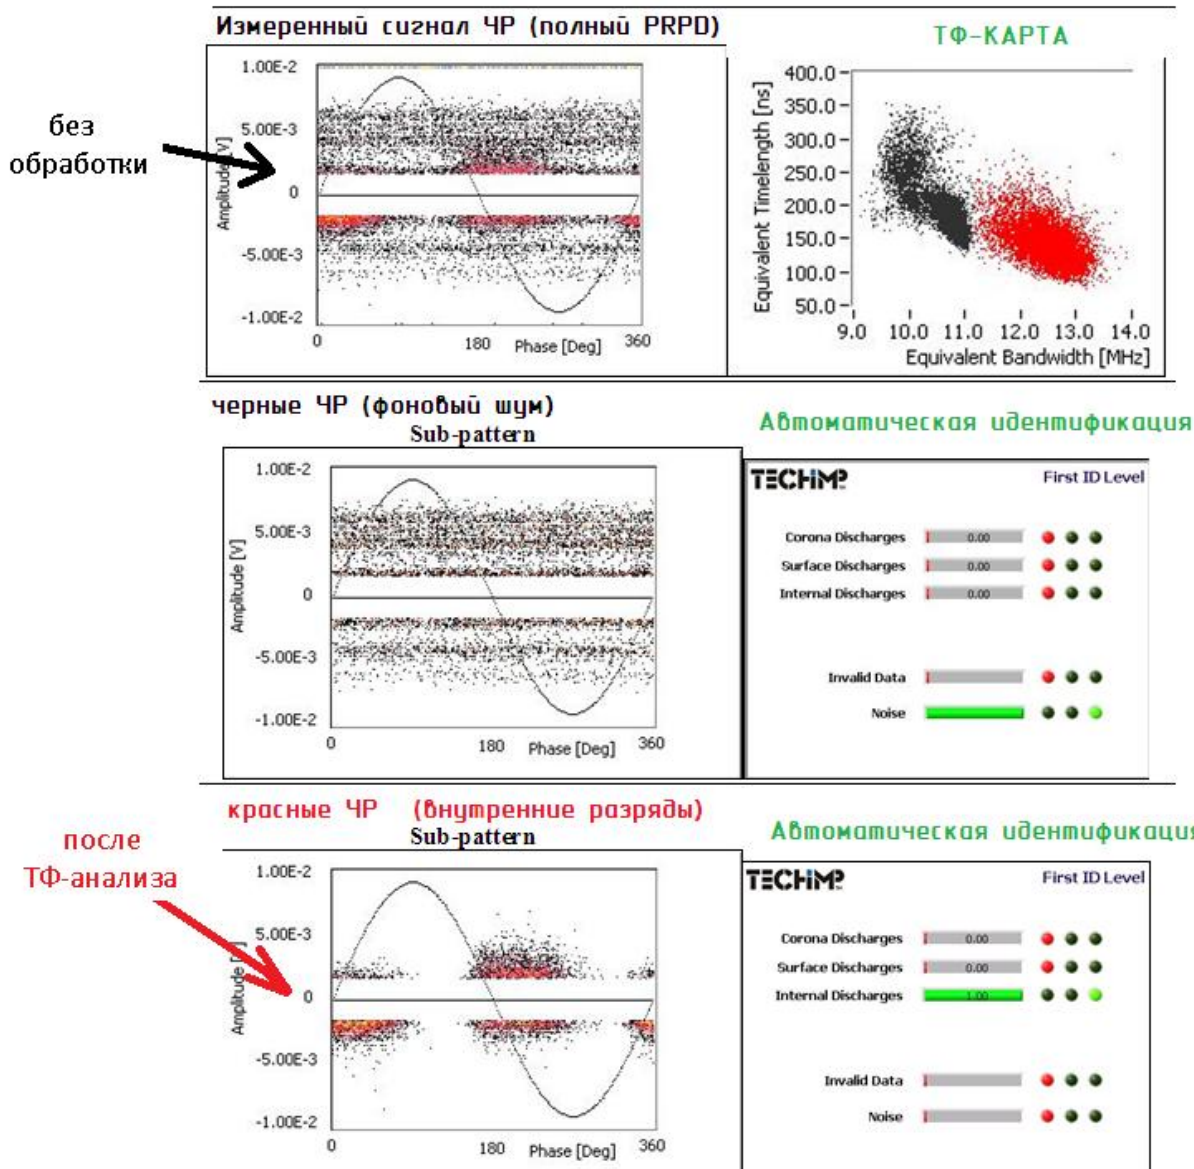 Измеренный сигнал ЧР (полный PRPD)
ТФ-КАРТА
без
обработки
Amplitude [V]
1.00E-2
5.00E-3
0
-5.00E-3
-1.00E-2
0
180
Phase [Deg]
360
Equivalent Timelength [ns]
400.0
350.0
300.0
250.0
200.0
150.0
100.0
50.0
9.0 10.0 11.0 12.0 13.0 14.0
Equivalent Bandwidth [MHz]
черные ЧР (фоновый шум)
Sub-pattern
Автоматическая идентификация
Amplitude [V]
1.00E-2
5.00E-3
0
-5.00E-3
-1.00E-2
0
180
Phase [Deg]
360
TECHIMP
First ID Level
Corona Discharges 0.00
Surface Discharges 0.00
Internal Discharges 0.00
Invalid Data
Noise
красные ЧР (внутренние разряды)
Sub-pattern
Автоматическая идентификация
после
ТФ-анализа
Amplitude
1.00E-2
5.00E-3
0
-5.00E-3
-1.00E-2
0
180
Phase [Deg]
360
TECHIMP
First ID Level
Corona Discharges 0.00
Surface Discharges 0.00
Internal Discharges 1.00
Invalid Data
Noise